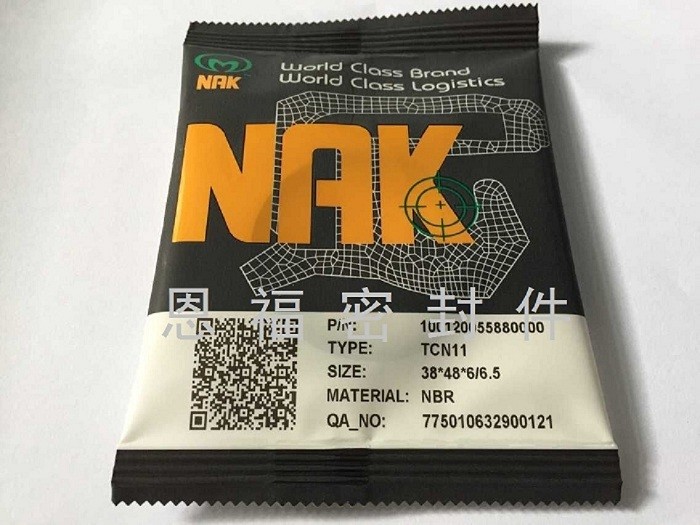 NAK
World Class Brand
World Class Logistics
NAK
恩福密封件
P/N: 100120055880000
TYPE: TCN11
SIZE: 38*48*6/6.5
MATERIAL: NBR
QA_NO: 775010632900121